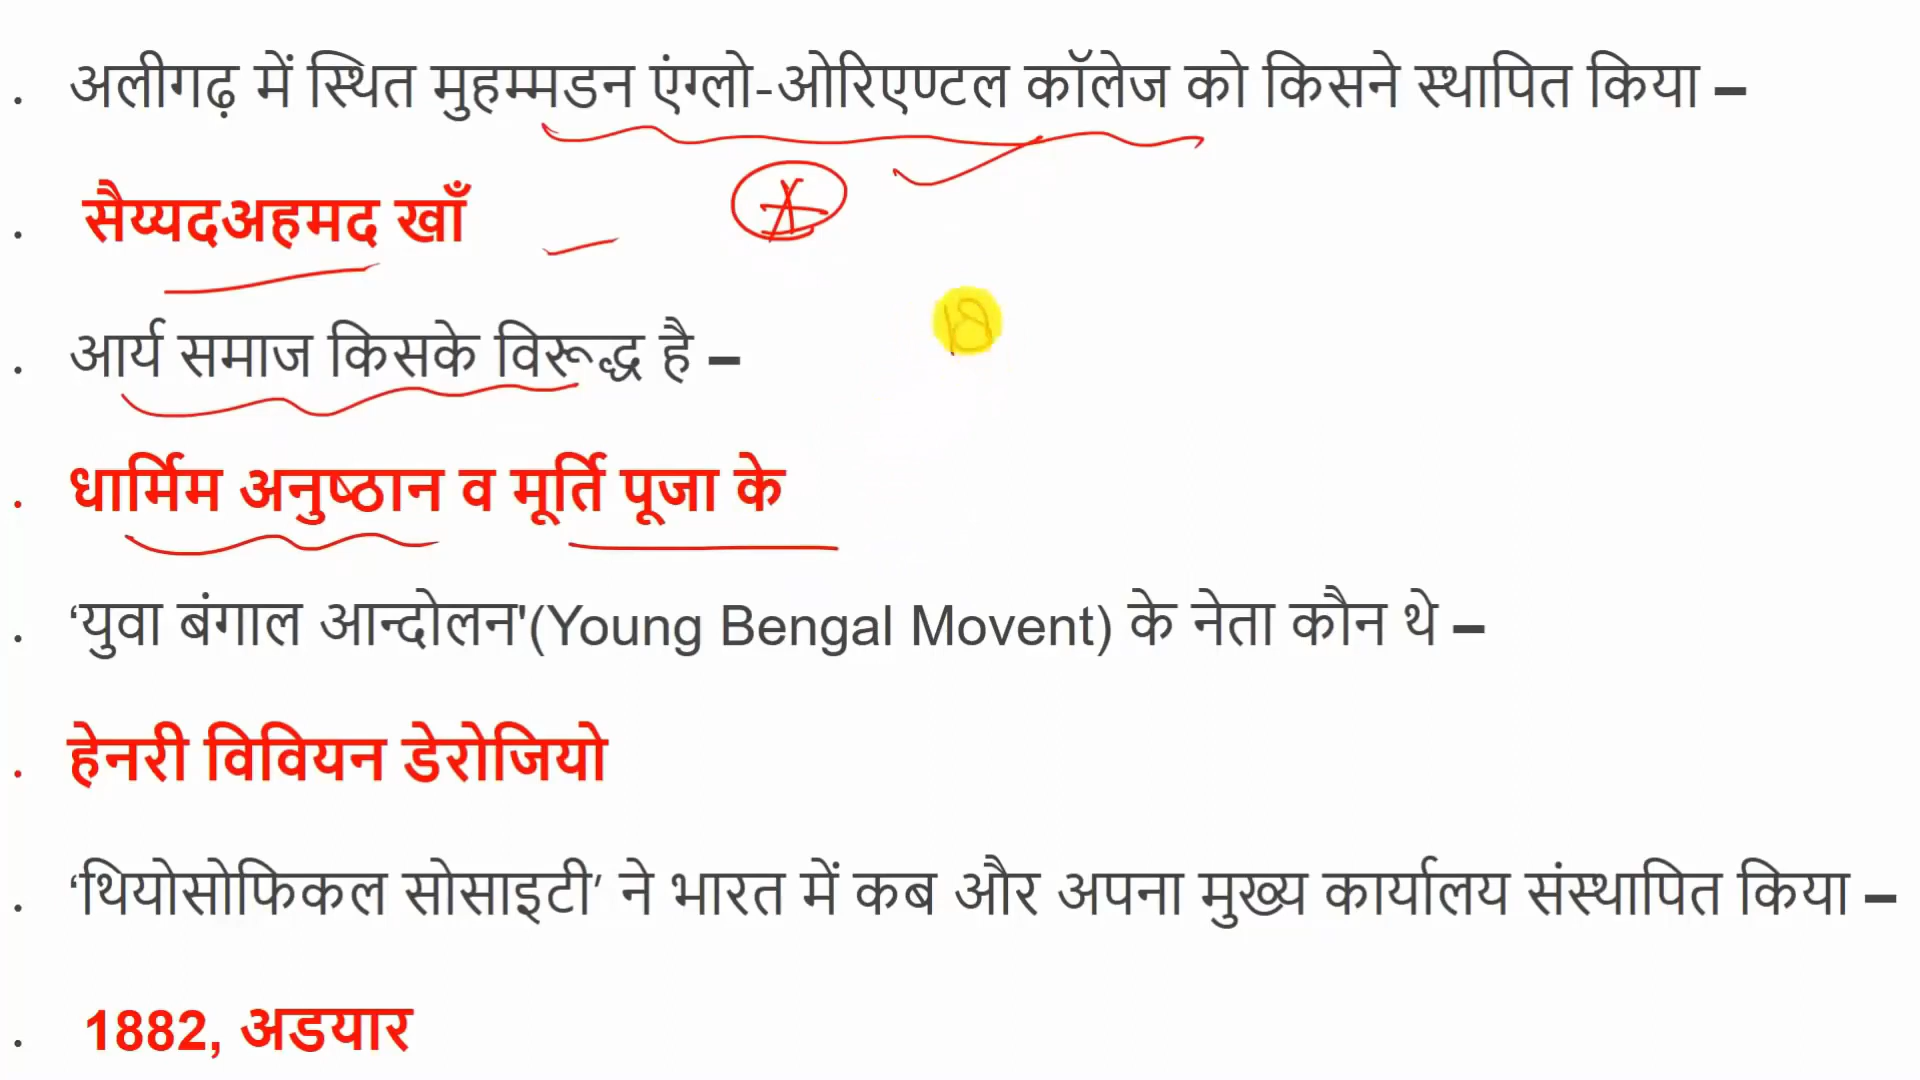 . अलीगढ़ में स्थित मुहम्मडन एंग्लो-ओरिएण्टल कॉलेज को किसने स्थापित किया –
. सैय्यदअहमद खाँ
. आर्य समाज किसके विरूद्ध है –
. धार्मिम अनुष्ठान व मूर्ति पूजा के
. ‘युवा बंगाल आन्दोलन'(Young Bengal Movent) के नेता कौन थे –
. हेनरी विवियन डेरोजियो
. ‘थियोसोफिकल सोसाइटी’ ने भारत में कब और अपना मुख्य कार्यालय संस्थापित किया –
. 1882, अडयार